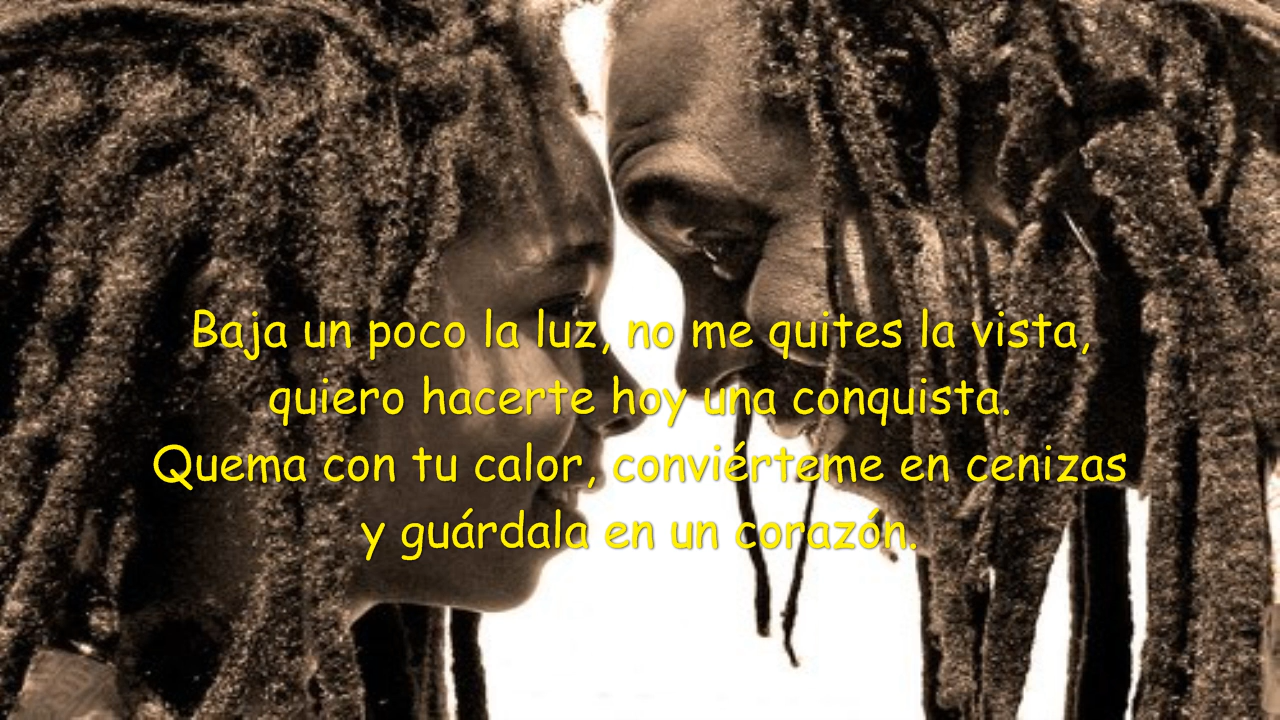 Baja un poco la luz, no me quites la vista,
quiero hacerte hoy una conquista.
Quema con tu calor, conviérteme en cenizas
y guárdala en un corazón.